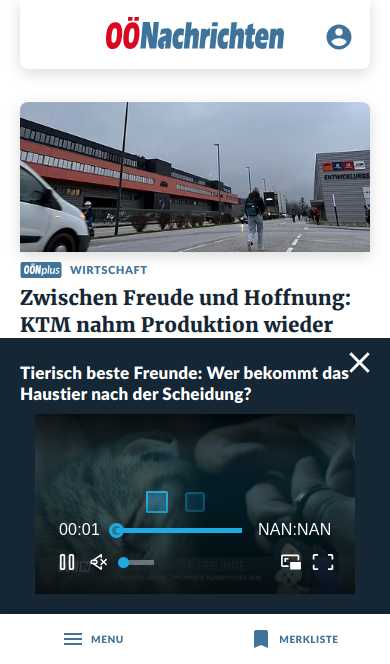 OÖNachrichten
ENTWICKLUNG
OÖNplus WIRTSCHAFT
Zwischen Freude und Hoffnung:
KTM nahm Produktion wieder
Tierisch beste Freunde: Wer bekommt das
Haustier nach der Scheidung?
00:01 NAN:NAN
MENU MERKLISTE